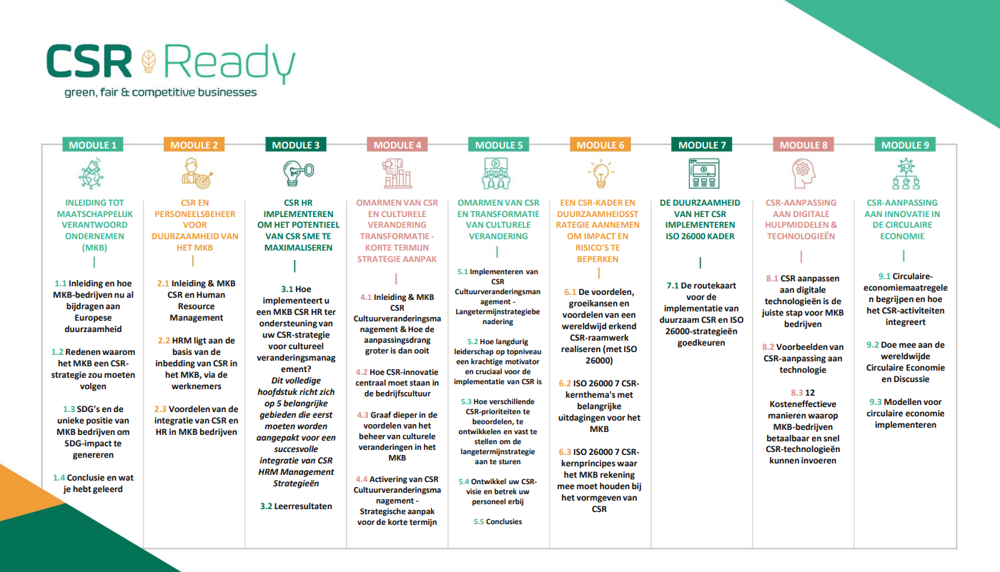 CSR Ready
green, fair & competitive businesses
MODULE 1
INLEIDING TOT
MAATSCHAPPELIJK
VERANTWOORD
ONDERNEMEN
(MKB)
1.1 Inleiding en hoe
MKB-bedrijven nu al
bijdragen aan
Europese
duurzaamheid
1.2 Redenen waarom
het MKB een CSR-
strategie zou moeten
volgen
1.3 SDG's en de
unieke positie van
MKB bedrijven om
SDG-impact te
genereren
1.4 Conclusie en wat
je hebt geleerd
MODULE 2
CSR EN
PERSONEELSBEHEER
VOOR
DUURZAAMHEID VAN
HET MKB
2.1 Inleiding & MKB
CSR en Human
Resource
Management
2.2 HRM ligt aan de
basis van de
inbedding van CSR in
het MKB, via de
werknemers
2.3 Voordelen van de
integratie van CSR en
HR in MKB bedrijven
MODULE 3
CSR HR
IMPLEMENTEREN
OM HET POTENTIEEL
VAN CSR SME TE
MAXIMALISEREN
3.1 Hoe
implementeert u
een MKB CSR HR ter
ondersteuning van
uw CSR-strategie
voor cultureel
veranderingsmanag
ement?
Dit volledige
hoofdstuk richt zich
op 5 belangrijke
gebieden die eerst
moeten worden
aangepakt voor een
succesvolle
integratie van CSR
HRM Management
Strategieën
3.2 Leerresultaten
MODULE 4
OMARMEN VAN CSR
EN CULTURELE
VERANDERING
TRANSFORMATIE -
KORTE TERMIJN
STRATEGIE AANPAK
4.1 Inleiding & MKB
CSR
Cultuurveranderingsma
nagement & Hoe de
aanpassingsdrang
groter is dan ooit
4.2 Hoe CSR-innovatie
centraal moet staan in
de bedrijfscultuur
4.3 Graaf dieper in de
voordelen van het
beheer van culturele
veranderingen in het
MKB
4.4 Activering van CSR
Cultuurveranderingsma
nagement -
Strategische aanpak
voor de korte termijn
MODULE 5
OMARMEN VAN CSR
EN TRANSFORMATIE
VAN CULTURELE
VERANDERING
5.1 Implementeren van
CSR
Cultuurveranderingsman
agement -
Langetermijnstrategiebe
nadering
5.2 Hoe langdurig
leiderschap op topniveau
een krachtige motivator
en cruciaal voor de
implementatie van CSR is
5.3 Hoe verschillende
CSR-prioriteiten te
beoordelen, te
ontwikkelen en vast te
stellen om de
langetermijnstrategie
aan te sturen
5.4 Ontwikkel uw CSR-
visie en betrek uw
personeel erbij
5.5 Conclusies
MODULE 6
EEN CSR-KADER EN
DUURZAAMHEIDSST
RATEGIE AANNEMEN
OM IMPACT EN
RISICO'S TE
BEPERKEN
6.1 De voordelen,
groeikansen en
voordelen van een
wereldwijd erkend
CSR-raamwerk
realiseren (met ISO
26000)
6.2 ISO 26000 7 CSR-
kernthema's met
belangrijke
uitdagingen voor het
MKB
6.3 ISO 26000 7 CSR-
kernprincipes waar
het MKB rekening
mee moet houden bij
het vormgeven van
CSR
MODULE 7
DE DUURZAAMHEID
VAN HET CSR
IMPLEMENTEREN
ISO 26000 KADER
7.1 De routekaart
voor de
implementatie van
duurzaam CSR en ISO
26000-strategieën
goedkeuren
MODULE 8
CSR-AANPASSING
AAN DIGITALE
HULPMIDDELEN &
TECHNOLOGIEËN
8.1 CSR aanpassen
aan digitale
technologieën is de
juiste stap voor MKB
bedrijven
8.2 Voorbeelden van
CSR-aanpassing aan
technologie
8.3 12
Kosteneffectieve
manieren waarop
MKB-bedrijven
betaalbaar en snel
CSR-technologieën
kunnen invoeren
MODULE 9
CSR-AANPASSING
AAN INNOVATIE IN
DE CIRCULAIRE
ECONOMIE
9.1 Circulaire-
economiemaatregele
n begrijpen en hoe
het CSR-activiteiten
integreert
9.2 Doe mee aan de
wereldwijde
Circulaire Economie
en Discussie
9.3 Modellen voor
circulaire economie
implementeren